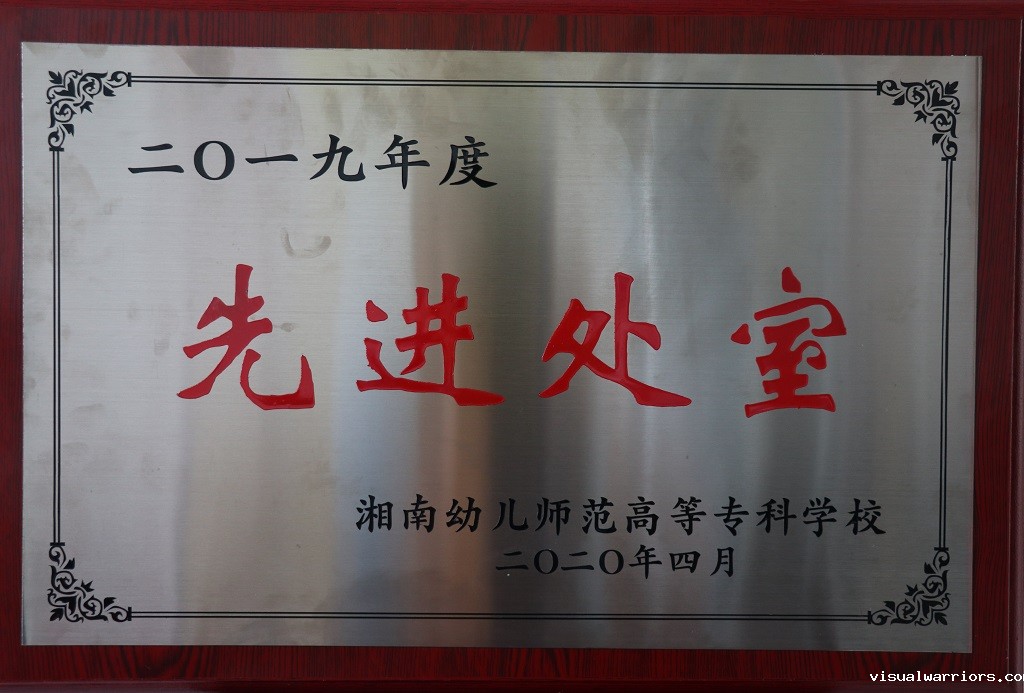 二〇一九年度
先进处室
湘南幼儿师范高等专科学校
二〇二〇年四月
visualwarriors.co